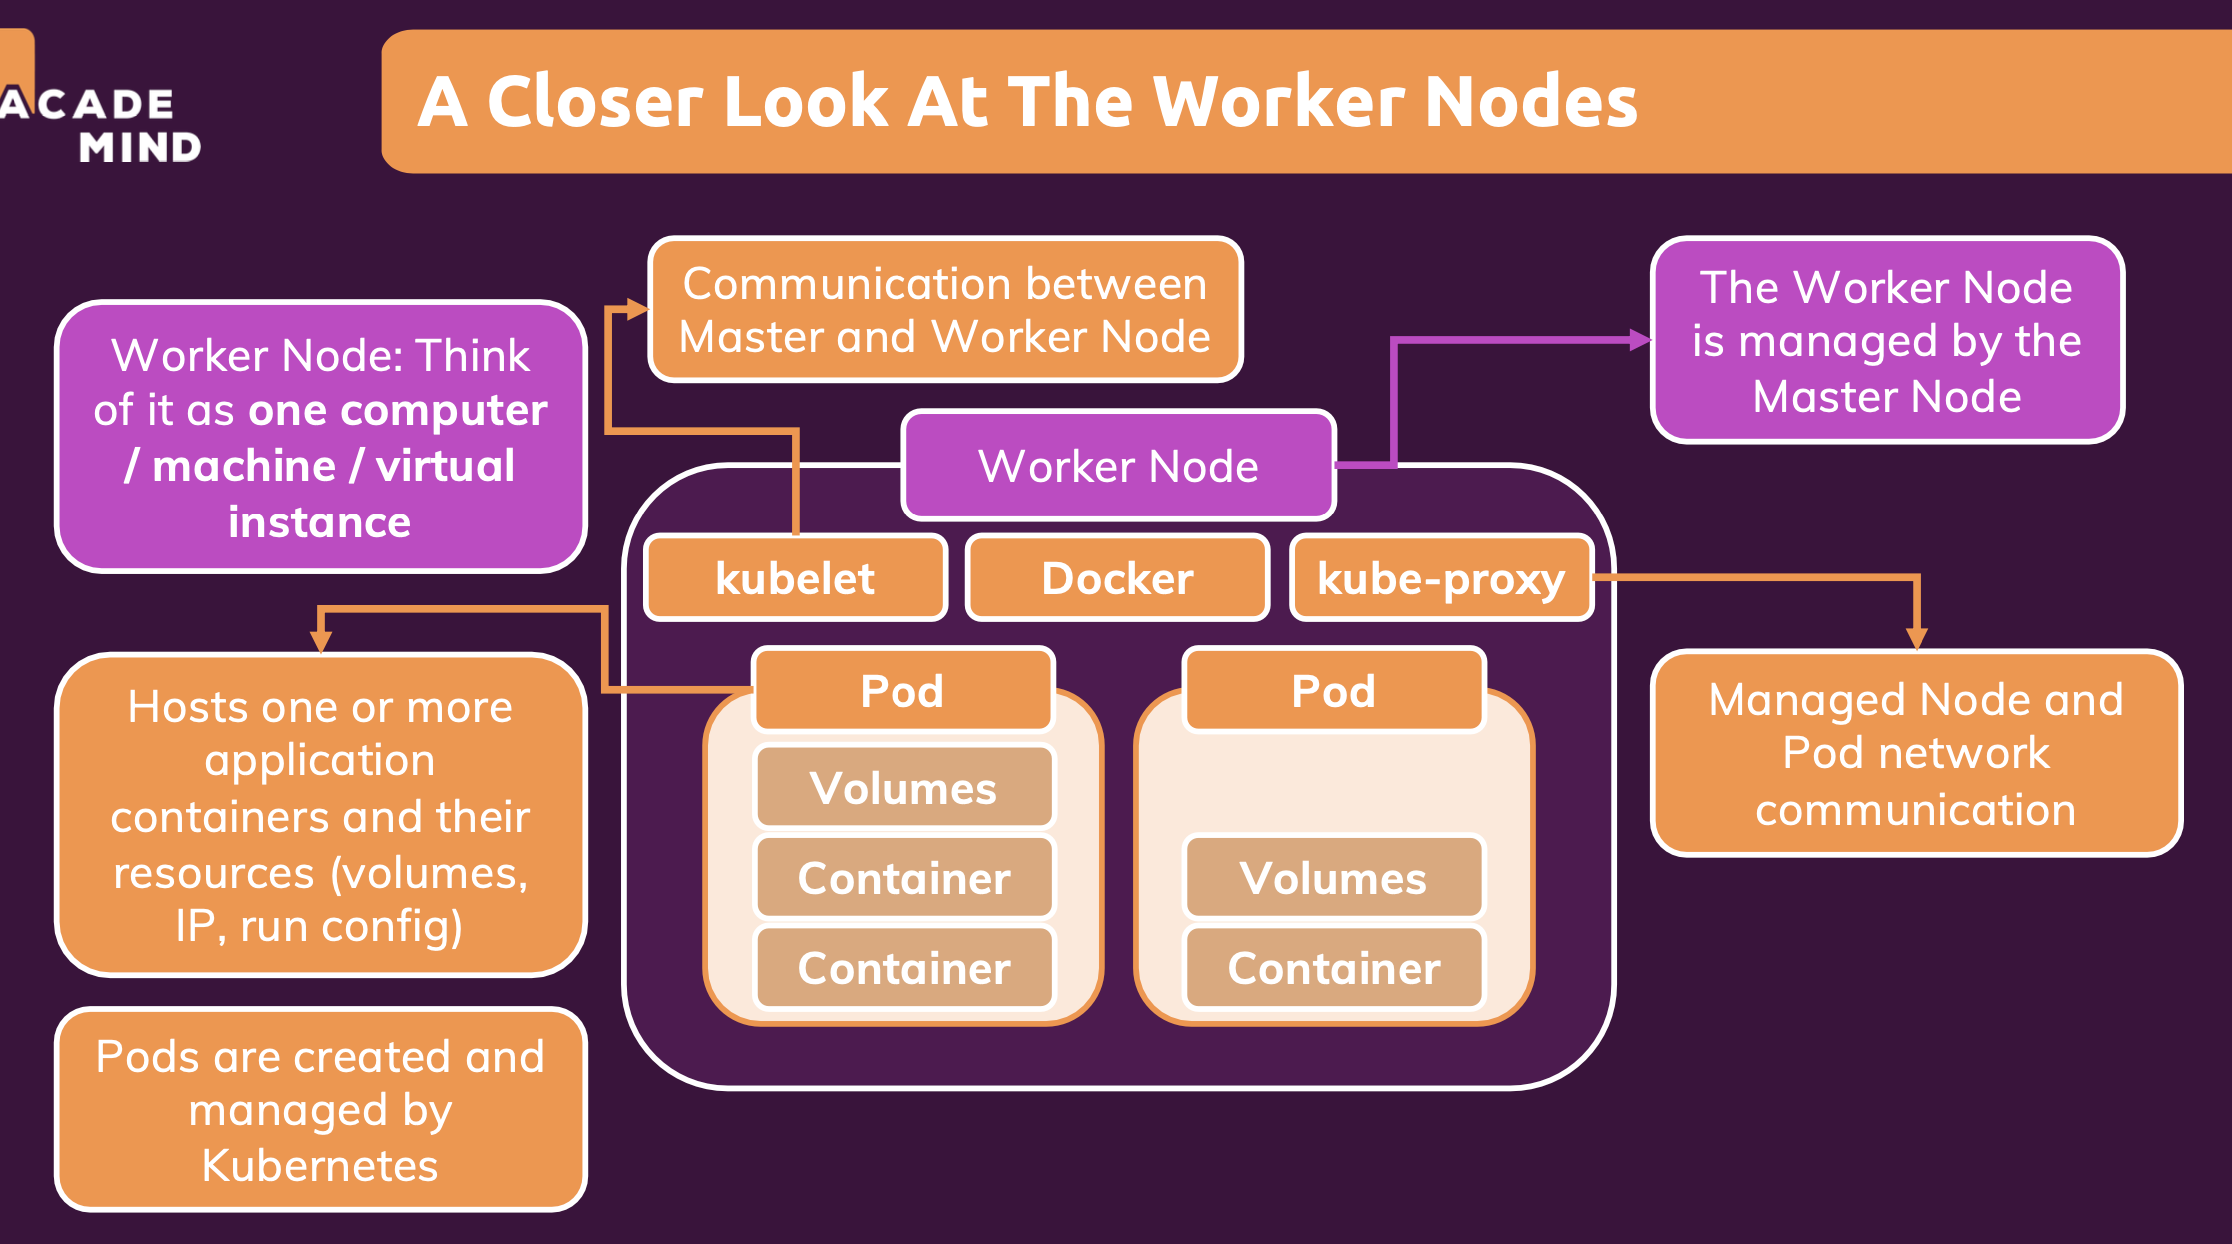 ACADE
MIND
A Closer Look At The Worker Nodes
Communication between
Master and Worker Node
The Worker Node
is managed by the
Master Node
Worker Node: Think
of it as one computer
/ machine / virtual
instance
Worker Node
kubelet
Docker
kube-proxy
Pod
Volumes
Container
Container
Pod
Volumes
Container
Hosts one or more
application
containers and their
resources (volumes,
IP, run config)
Managed Node and
Pod network
communication
Pods are created and
managed by
Kubernetes